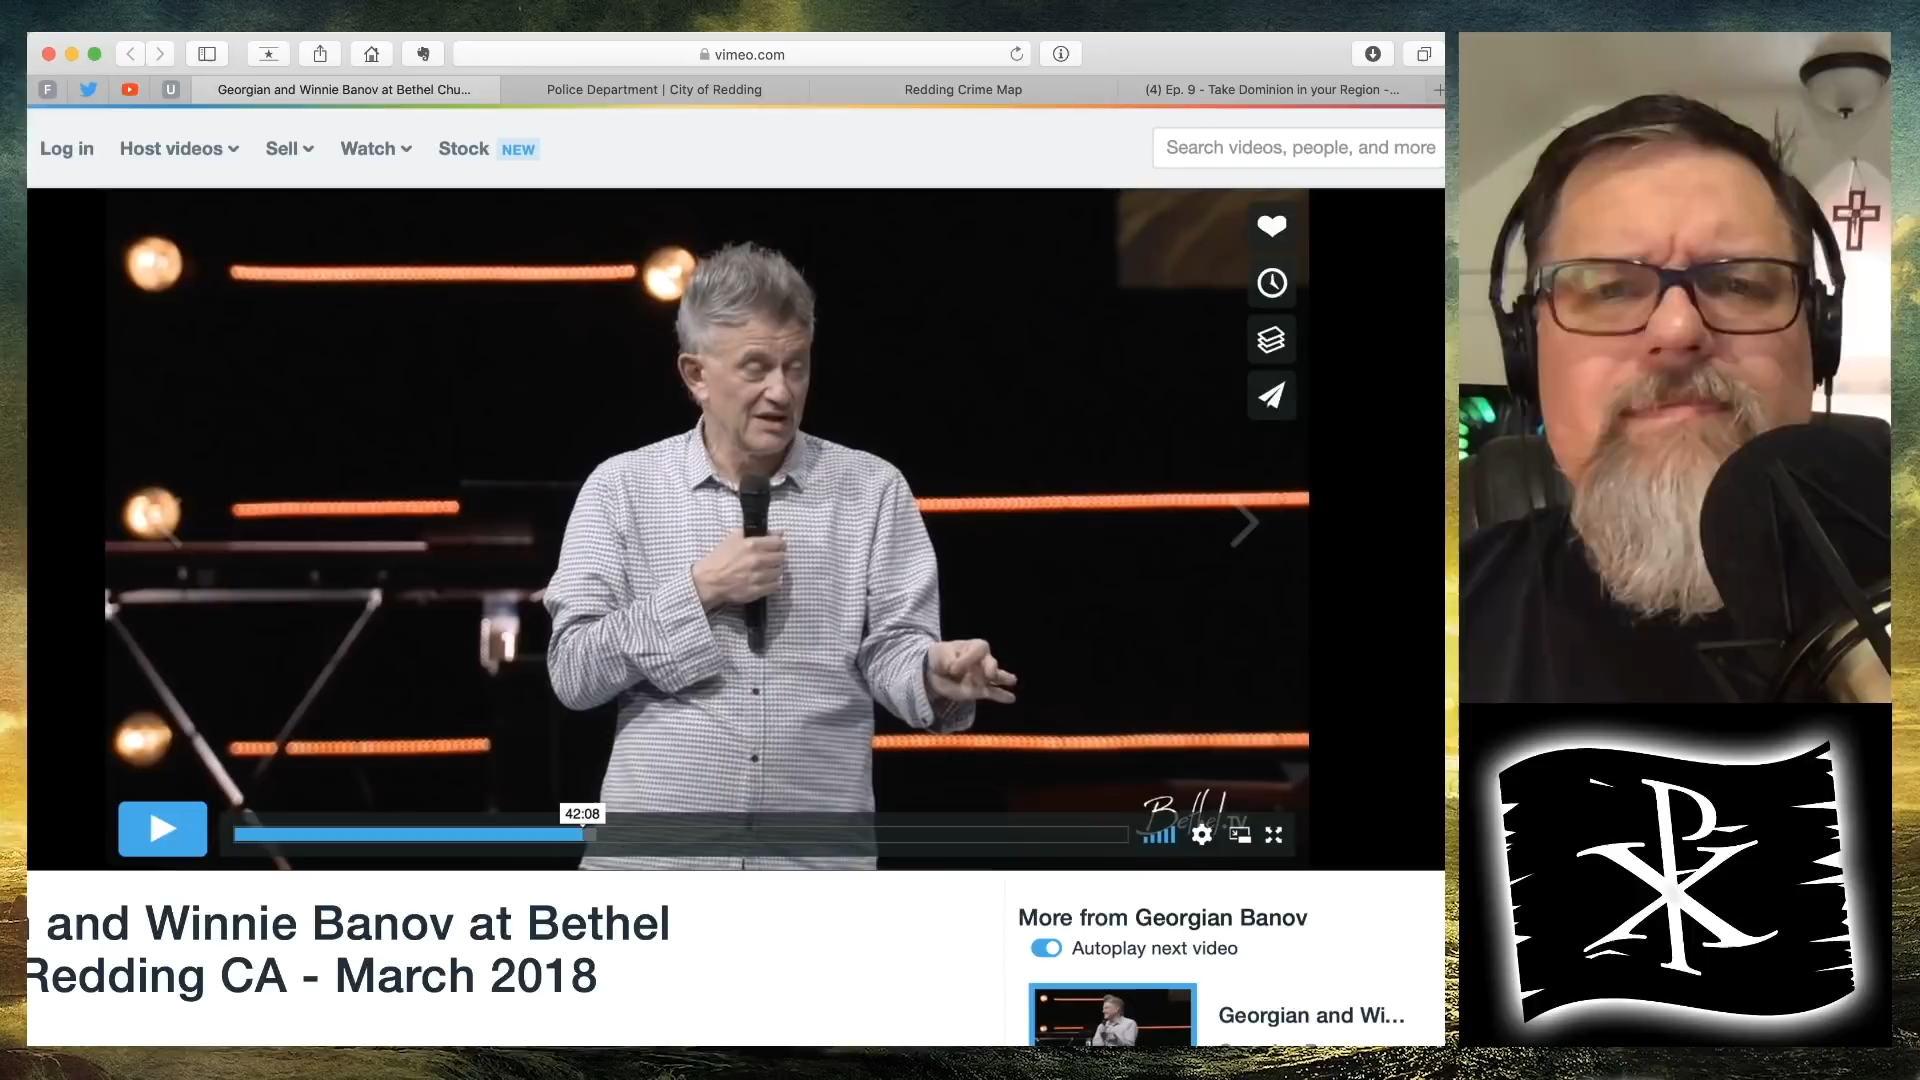 vimeo.com
F
U
Georgian and Winnie Banov at Bethel Chu...
Police Department | City of Redding
Redding Crime Map
(4) Ep. 9 - Take Dominion in your Region -...
Log in
Host videos
Sell
Watch
Stock NEW
Search videos, people, and more
42:08
Bethel.TV
and Winnie Banov at Bethel
Redding CA - March 2018
More from Georgian Banov
Autoplay next video
Georgian and Wi...